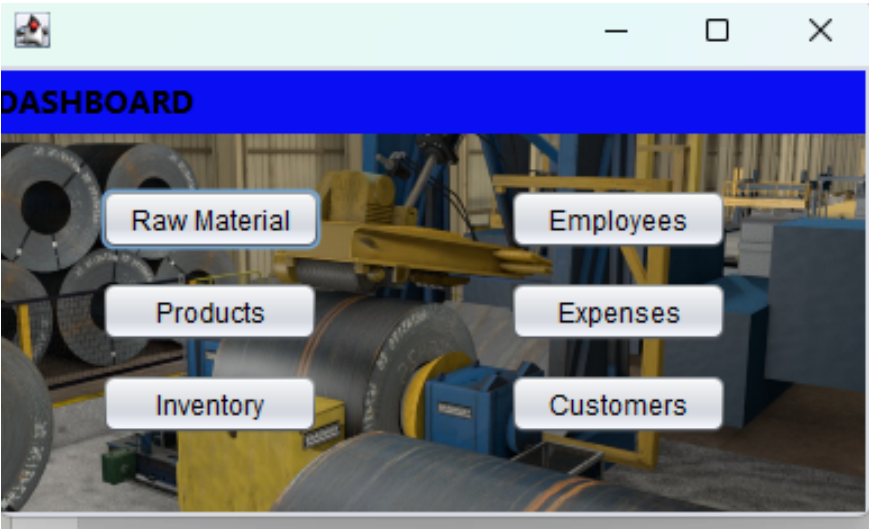 DASHBOARD
Raw Material
Employees
Products
Expenses
Inventory
Customers